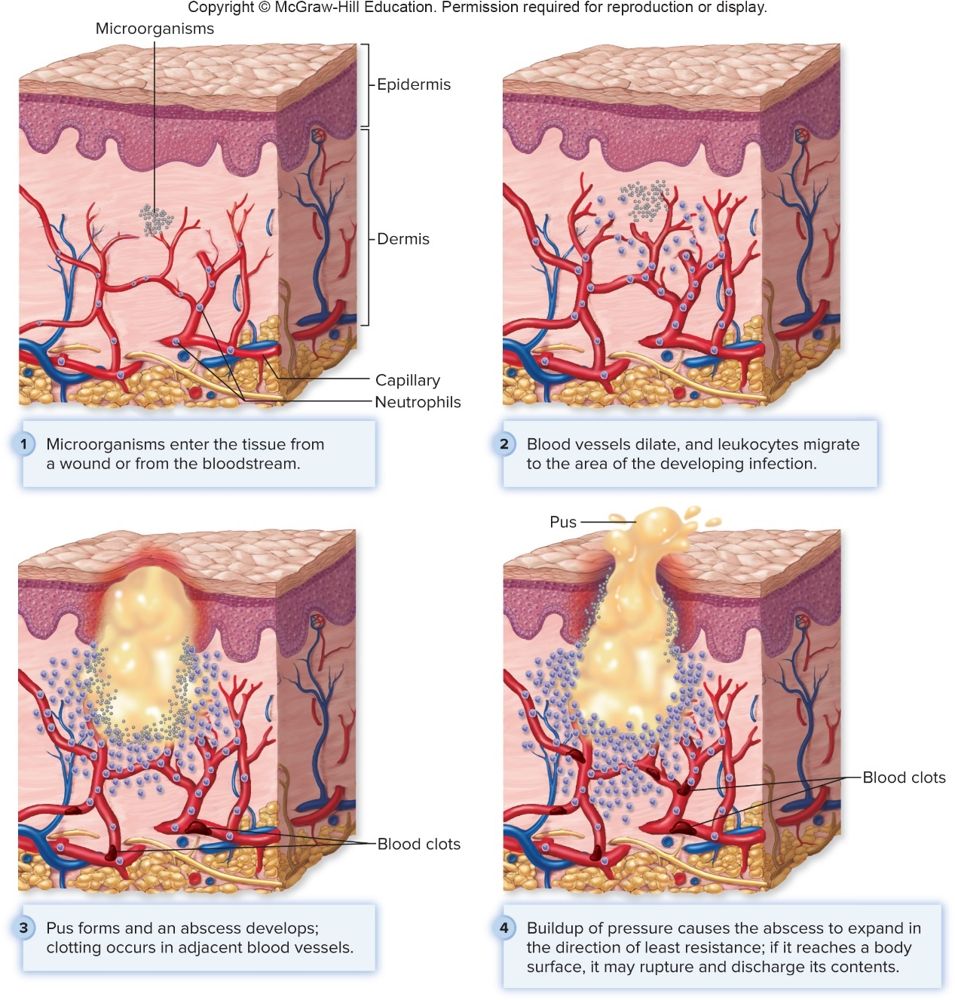 Copyright © McGraw-Hill Education. Permission required for reproduction or display.
Microorganisms
Epidermis
Dermis
Capillary
Neutrophils
1 Microorganisms enter the tissue from
a wound or from the bloodstream.
2 Blood vessels dilate, and leukocytes migrate
to the area of the developing infection.
Blood clots
3 Pus forms and an abscess develops;
clotting occurs in adjacent blood vessels.
Pus
Blood clots
4 Buildup of pressure causes the abscess to expand in
the direction of least resistance; if it reaches a body
surface, it may rupture and discharge its contents.